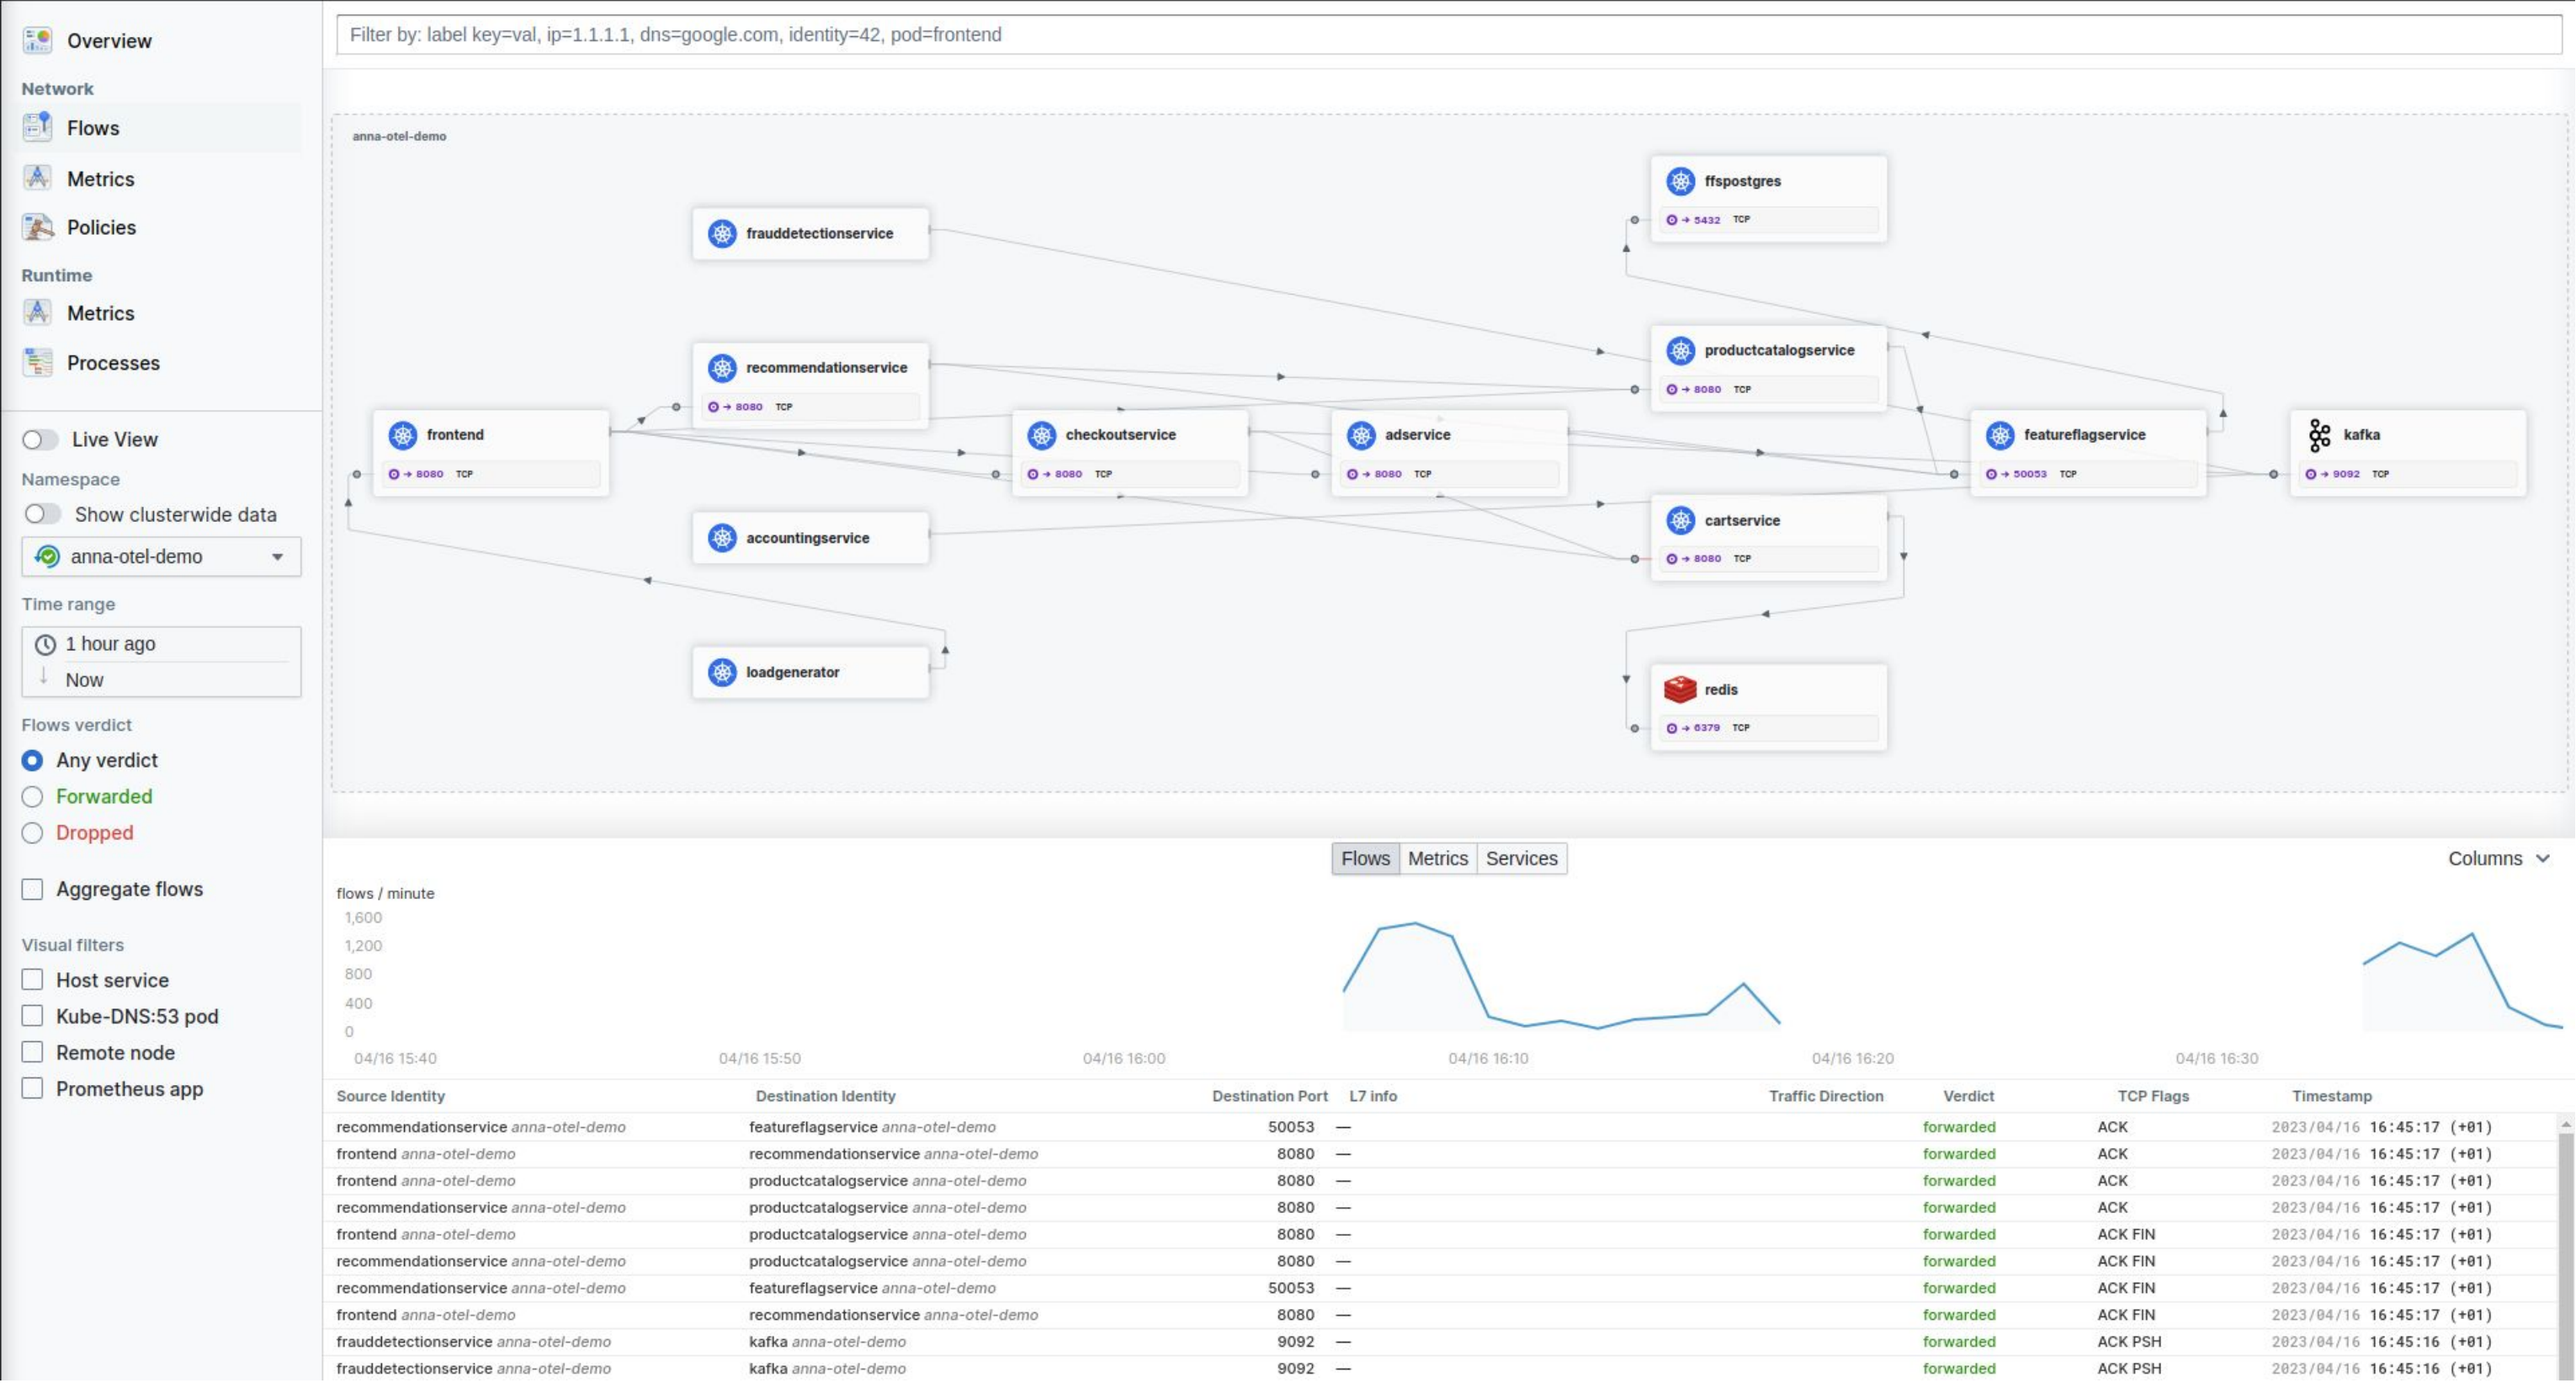 Overview
Network
Flows
Metrics
Policies
Runtime
Metrics
Processes
Live View
Namespace
Show clusterwide data
anna-otel-demo
Time range
1 hour ago
Now
Flows verdict
Any verdict
Forwarded
Dropped
Aggregate flows
Visual filters
Host service
Kube-DNS:53 pod
Remote node
Prometheus app
Filter by: label key=val, ip=1.1.1.1, dns=google.com, identity=42, pod=frontend
anna-otel-demo
ffspostgres
→ 5432 TCP
frauddetectionservice
productcatalogservice
→ 8080 TCP
recommendationservice
→ 8080 TCP
frontend
→ 8080 TCP
checkoutservice
→ 8080 TCP
adservice
→ 8080 TCP
featureflagservice
→ 50053 TCP
kafka
→ 9092 TCP
cartservice
→ 8080 TCP
accountingservice
loadgenerator
redis
→ 6379 TCP
Flows Metrics Services
Columns
flows / minute
1,600
1,200
800
400
0
04/16 15:40 04/16 15:50 04/16 16:00 04/16 16:10 04/16 16:20 04/16 16:30
Source Identity Destination Identity Destination Port L7 info Traffic Direction Verdict TCP Flags Timestamp
recommendationservice anna-otel-demo featureflagservice anna-otel-demo 50053 — forwarded ACK 2023/04/16 16:45:17 (+01)
frontend anna-otel-demo recommendationservice anna-otel-demo 8080 — forwarded ACK 2023/04/16 16:45:17 (+01)
frontend anna-otel-demo productcatalogservice anna-otel-demo 8080 — forwarded ACK 2023/04/16 16:45:17 (+01)
recommendationservice anna-otel-demo productcatalogservice anna-otel-demo 8080 — forwarded ACK 2023/04/16 16:45:17 (+01)
frontend anna-otel-demo productcatalogservice anna-otel-demo 8080 — forwarded ACK FIN 2023/04/16 16:45:17 (+01)
recommendationservice anna-otel-demo productcatalogservice anna-otel-demo 8080 — forwarded ACK FIN 2023/04/16 16:45:17 (+01)
recommendationservice anna-otel-demo featureflagservice anna-otel-demo 50053 — forwarded ACK FIN 2023/04/16 16:45:17 (+01)
frontend anna-otel-demo recommendationservice anna-otel-demo 8080 — forwarded ACK FIN 2023/04/16 16:45:17 (+01)
frauddetectionservice anna-otel-demo kafka anna-otel-demo 9092 — forwarded ACK PSH 2023/04/16 16:45:16 (+01)
frauddetectionservice anna-otel-demo kafka anna-otel-demo 9092 — forwarded ACK PSH 2023/04/16 16:45:16 (+01)